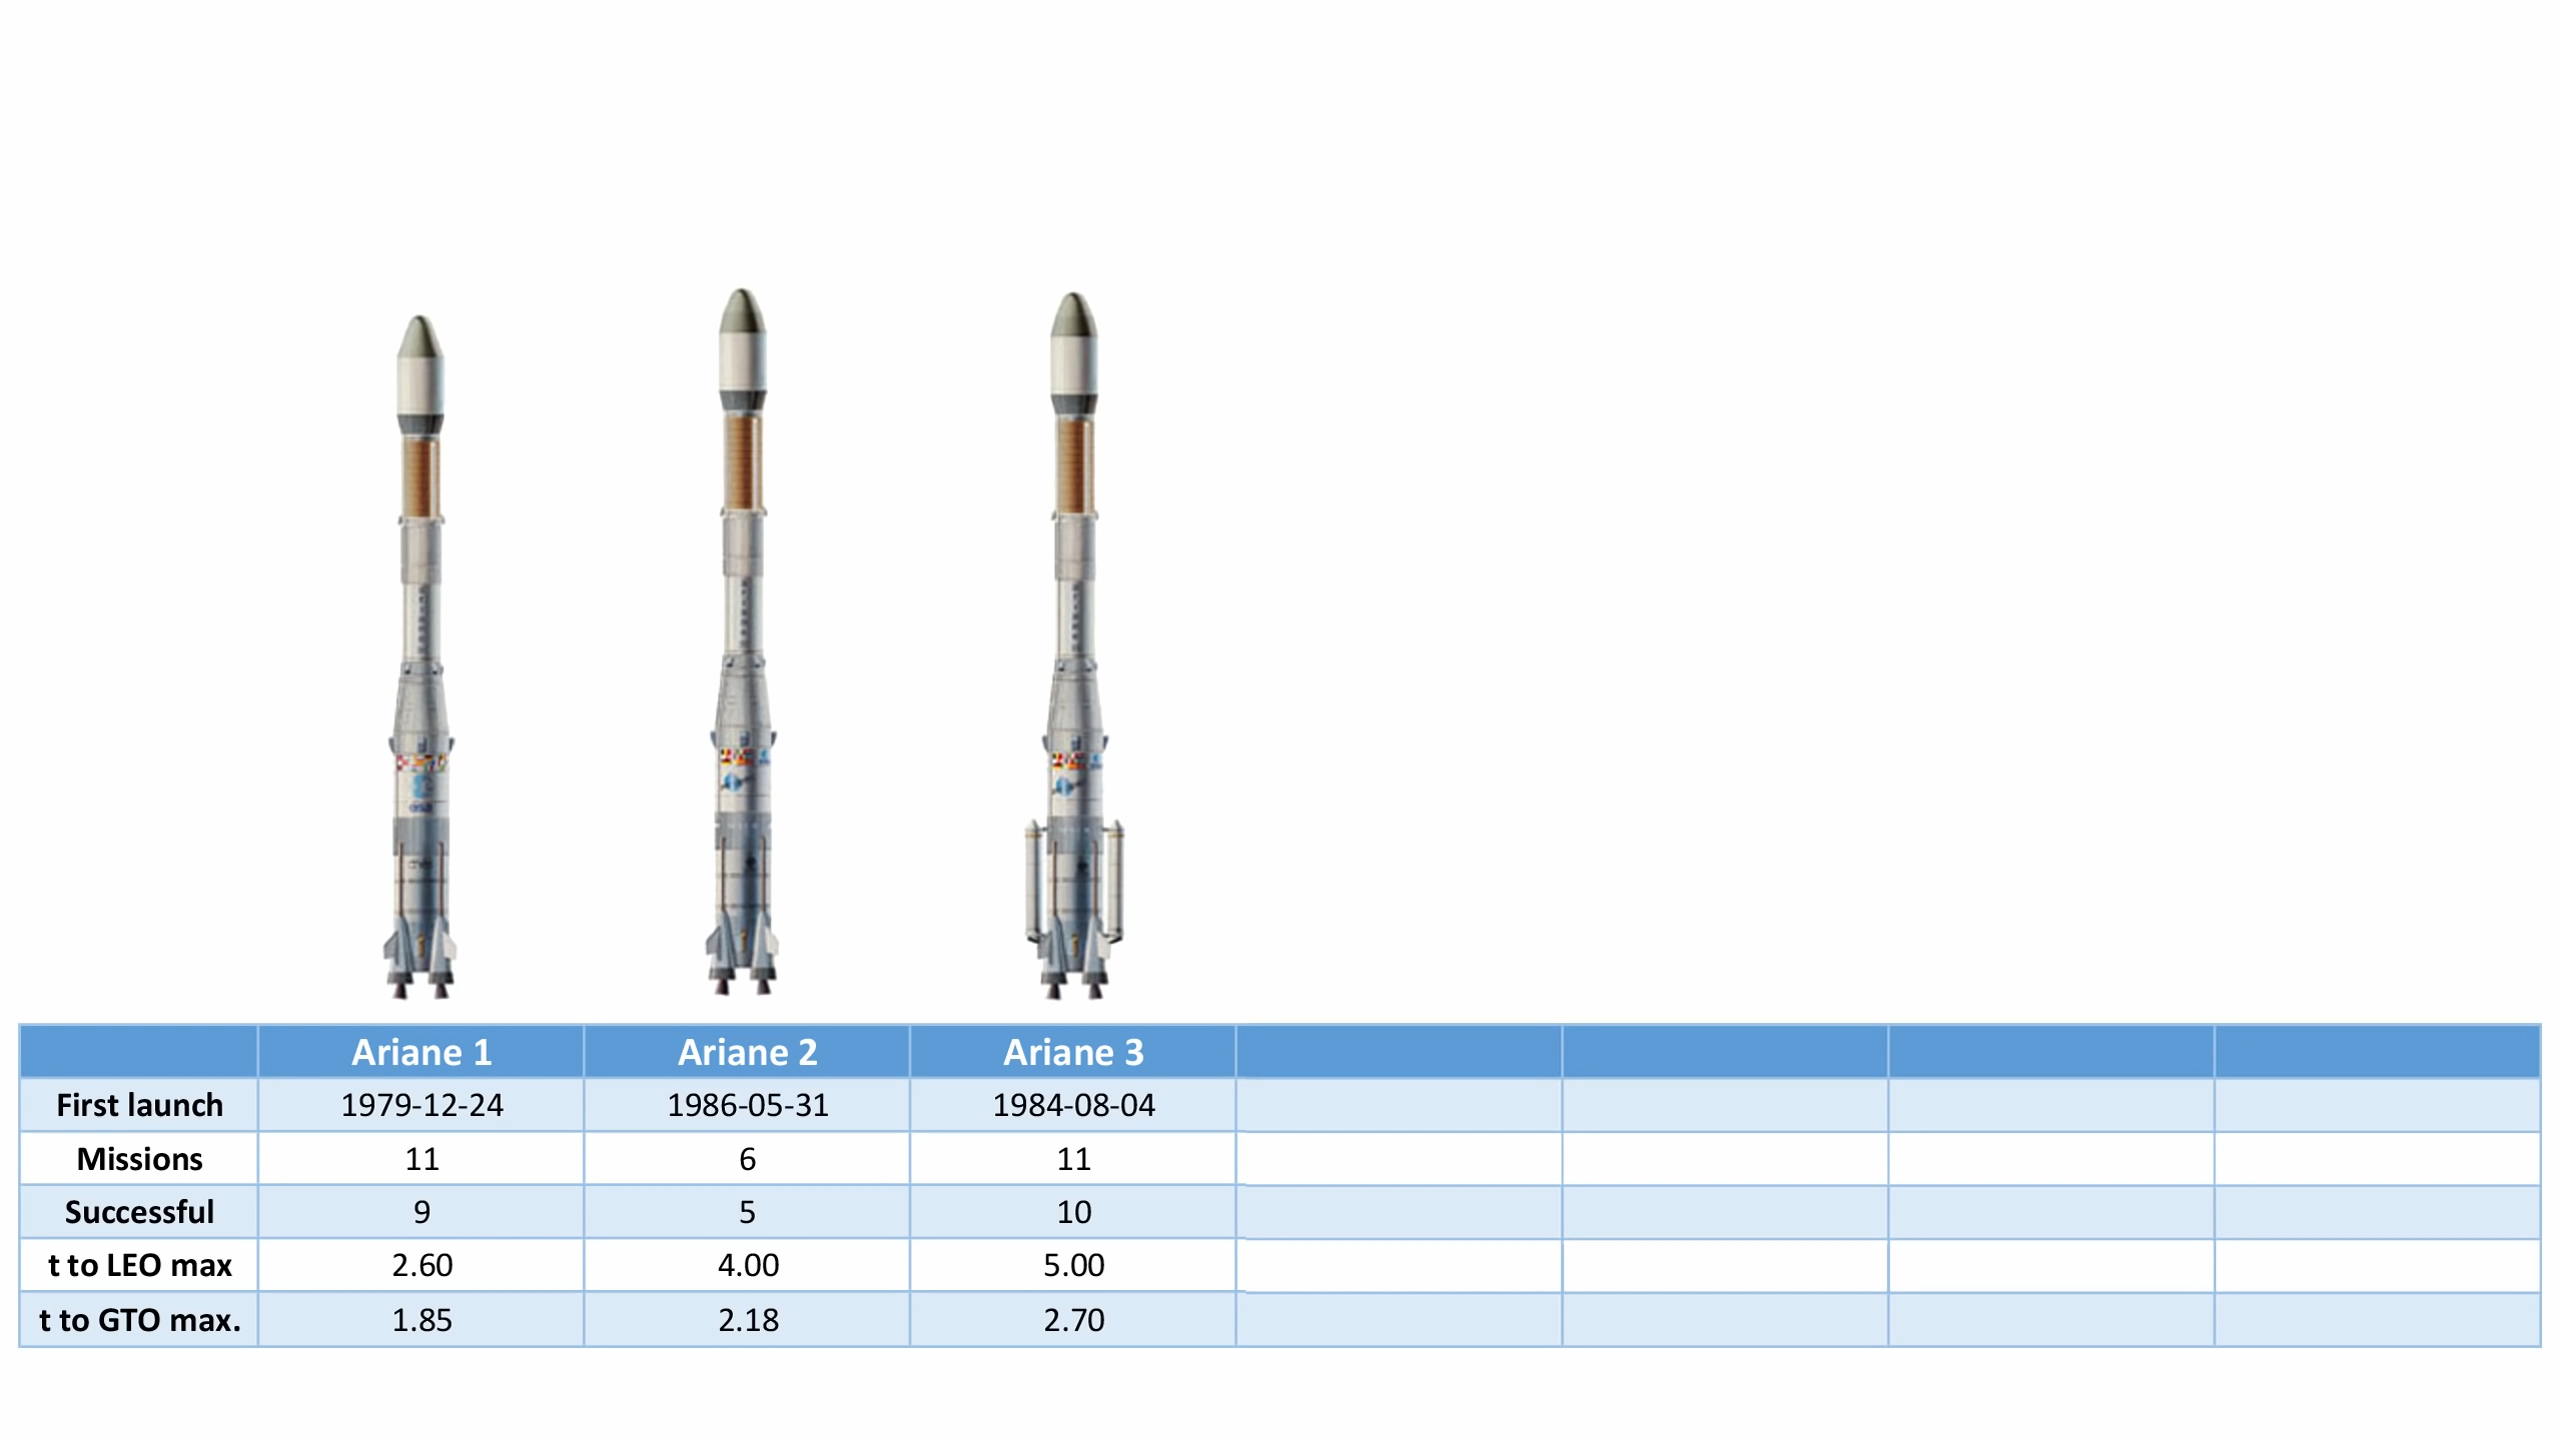 Ariane 1 Ariane 2 Ariane 3
First launch 1979-12-24 1986-05-31 1984-08-04
Missions 11 6 11
Successful 9 5 10
t to LEO max 2.60 4.00 5.00
t to GTO max. 1.85 2.18 2.70